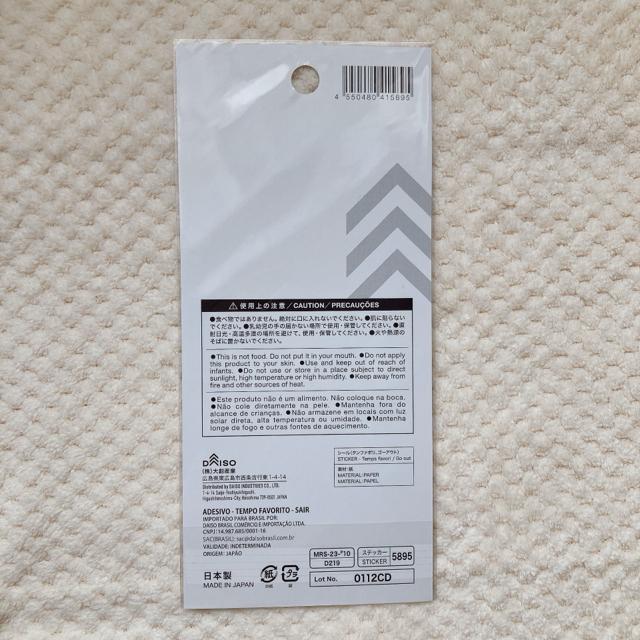 4 550480 415895
⚠使用上の注意/CAUTION/PRECAUÇÕES
●食べ物ではありません。絶対に口に入れないでください。●肌に貼らない
でください。●乳幼児の手の届かない場所で使用・保管してください。●直
射日光・高温多湿の場所を避けて、使用・保管してください。●火や熱源の
そばに置かないでください。
●This is not food. Do not put it in your mouth. ●Do not apply
this product to your skin. ●Use and keep out of reach of
infants. ●Do not use or store in a place subject to direct
sunlight, high temperature or high humidity. ●Keep away from
fire and other sources of heat.
●Este produto não é um alimento. Não coloque na boca.
●Não cole diretamente na pele. ●Mantenha fora do
alcance de crianças. ●Não armazene em locais com luz
solar direta, alta temperatura ou umidade. ●Mantenha
longe de fogo e outras fontes de aquecimento.
DAISO
(株)大創産業
広島県東広島市西条吉行東1-4-14
Distributed by DAISO INDUSTRIES CO., LTD.
1-4-14 Saijo-Yoshiyukihigashi,
Higashihiroshima City, Hiroshima 739-8501 JAPAN
シール(タンファボリ、ゴーアウト)
STICKER - Temps favori / Go out
素材:紙
MATERIAL:PAPER
MATERIAL:PAPEL
ADESIVO - TEMPO FAVORITO - SAIR
IMPORTADO PARA BRASIL POR:
DAISO BRASIL COMÉRCIO E IMPORTAÇÃO LTDA.
CNPJ:14.987.685/0001-16
SAC(BRASIL): sac@daisobrasil.com.br
VALIDADE: INDETERMINADA
ORIGEM: JAPÃO
日本製
MADE IN JAPAN
紙
プラ
MRS-23-
D219
ステッカー
STICKER
5895
Lot No.
0112CD